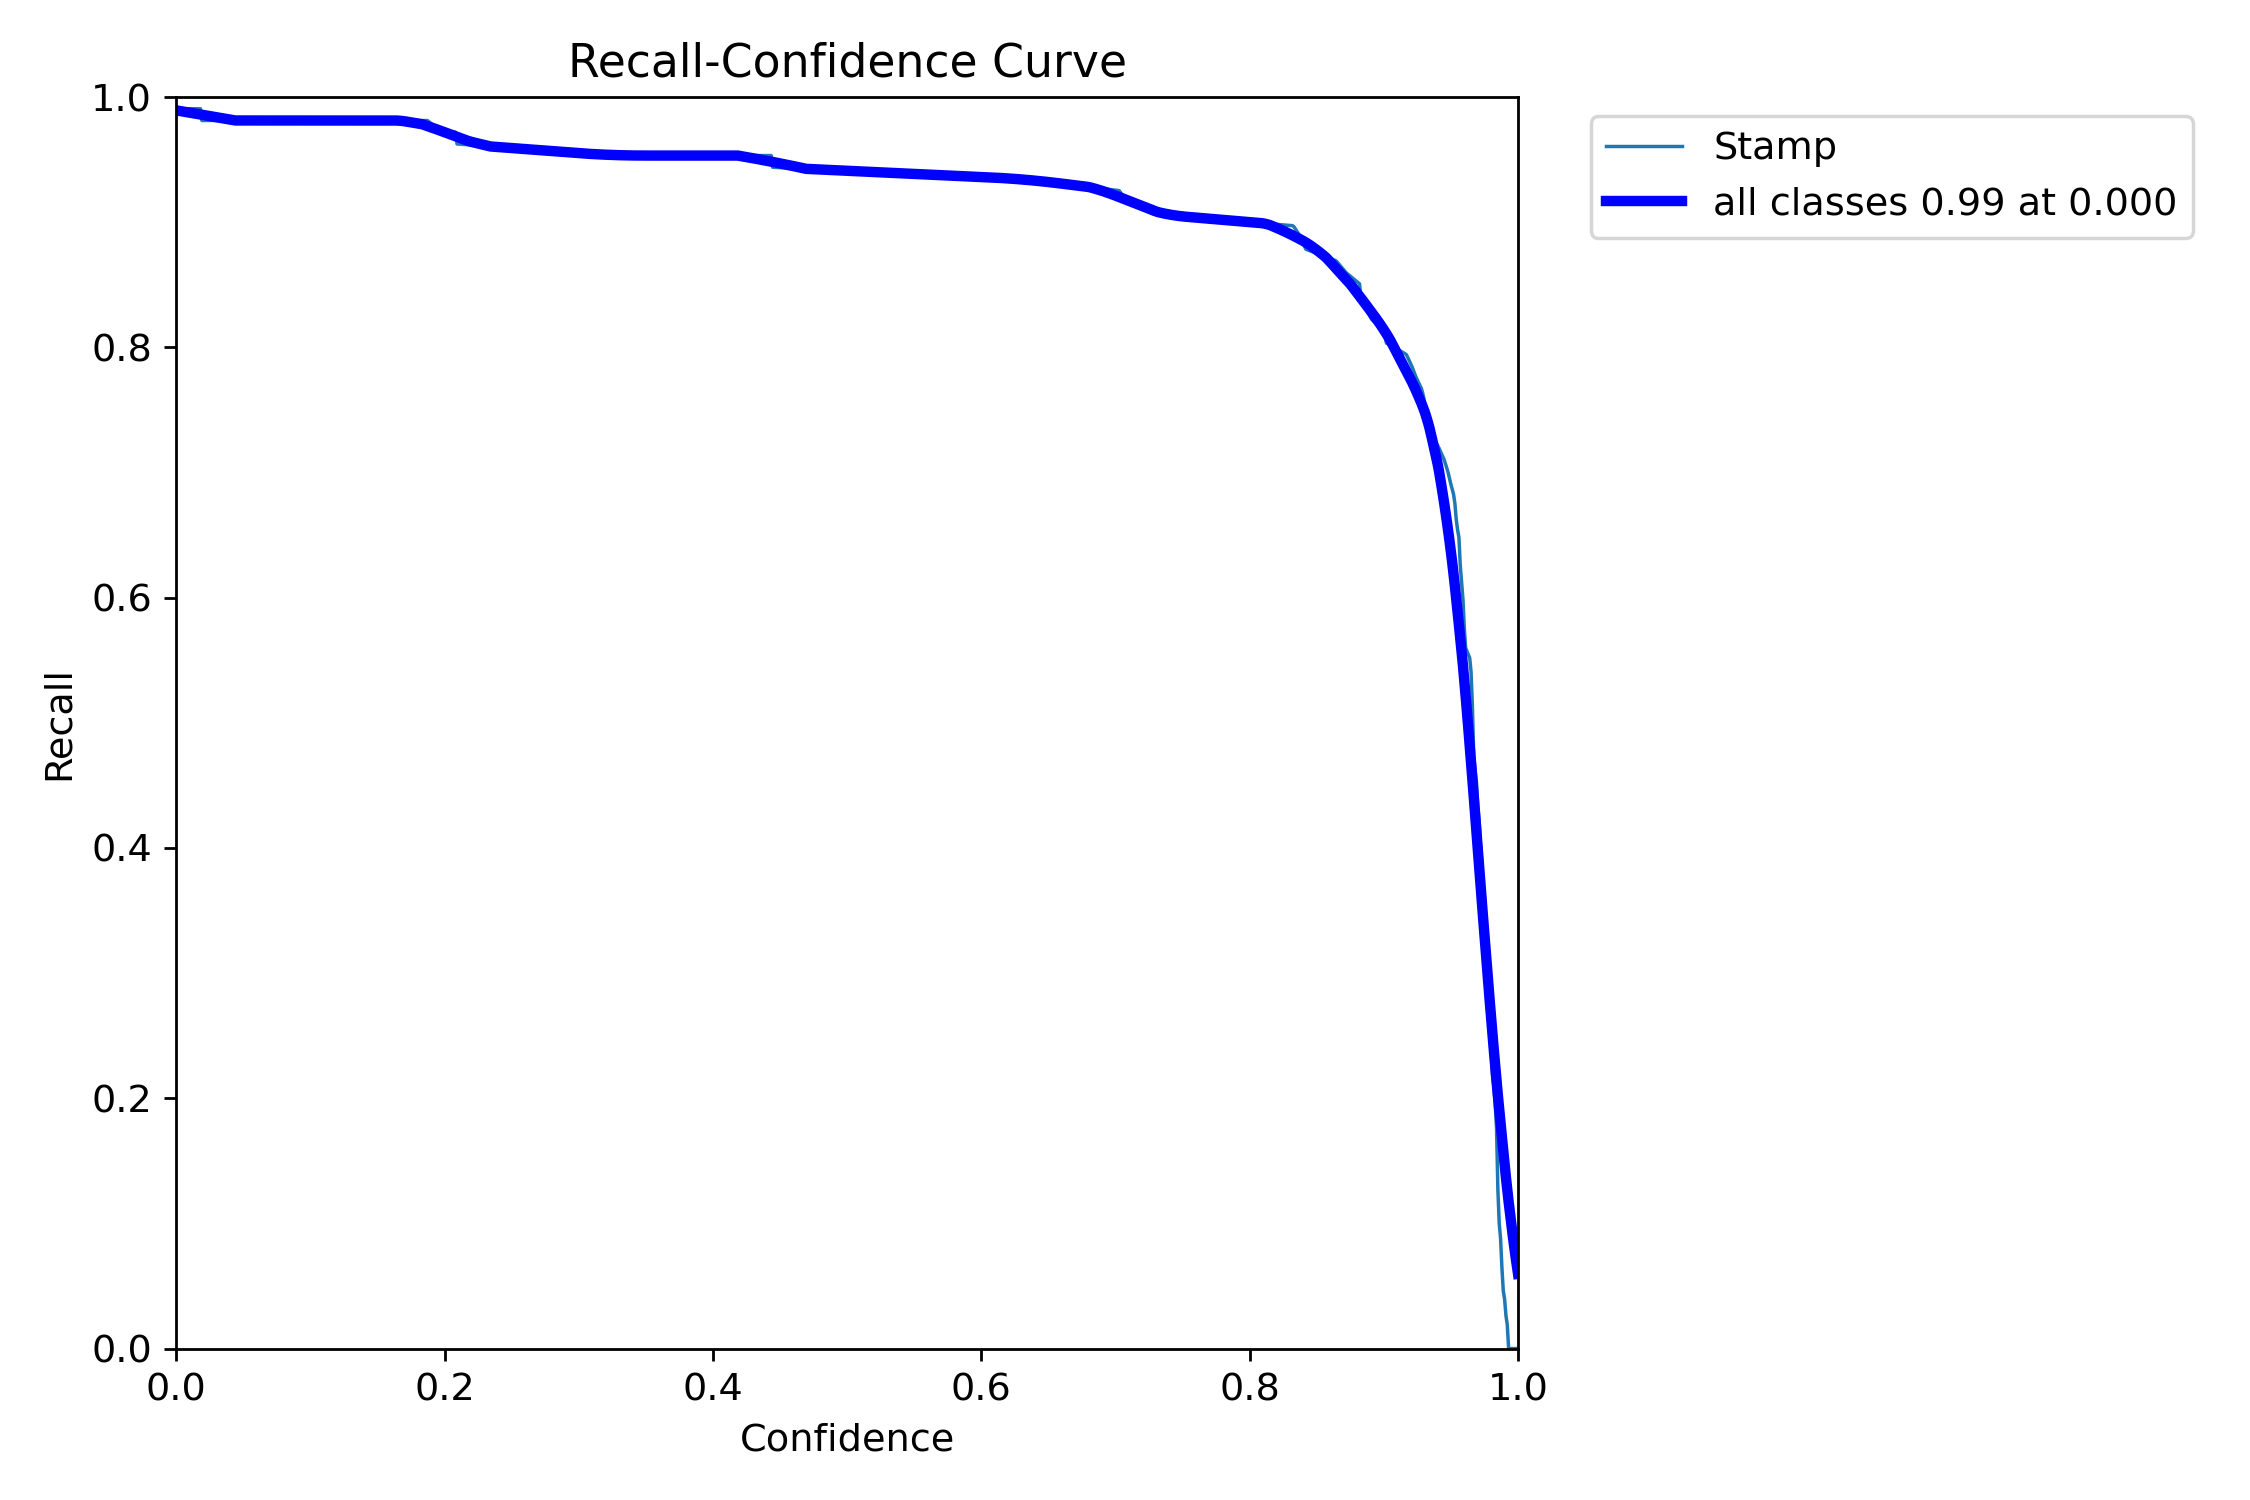 Recall-Confidence Curve
1.0
0.8
0.6
0.4
0.2
0.0
Recall
0.0 0.2 0.4 0.6 0.8 1.0
Confidence
Stamp
all classes 0.99 at 0.000